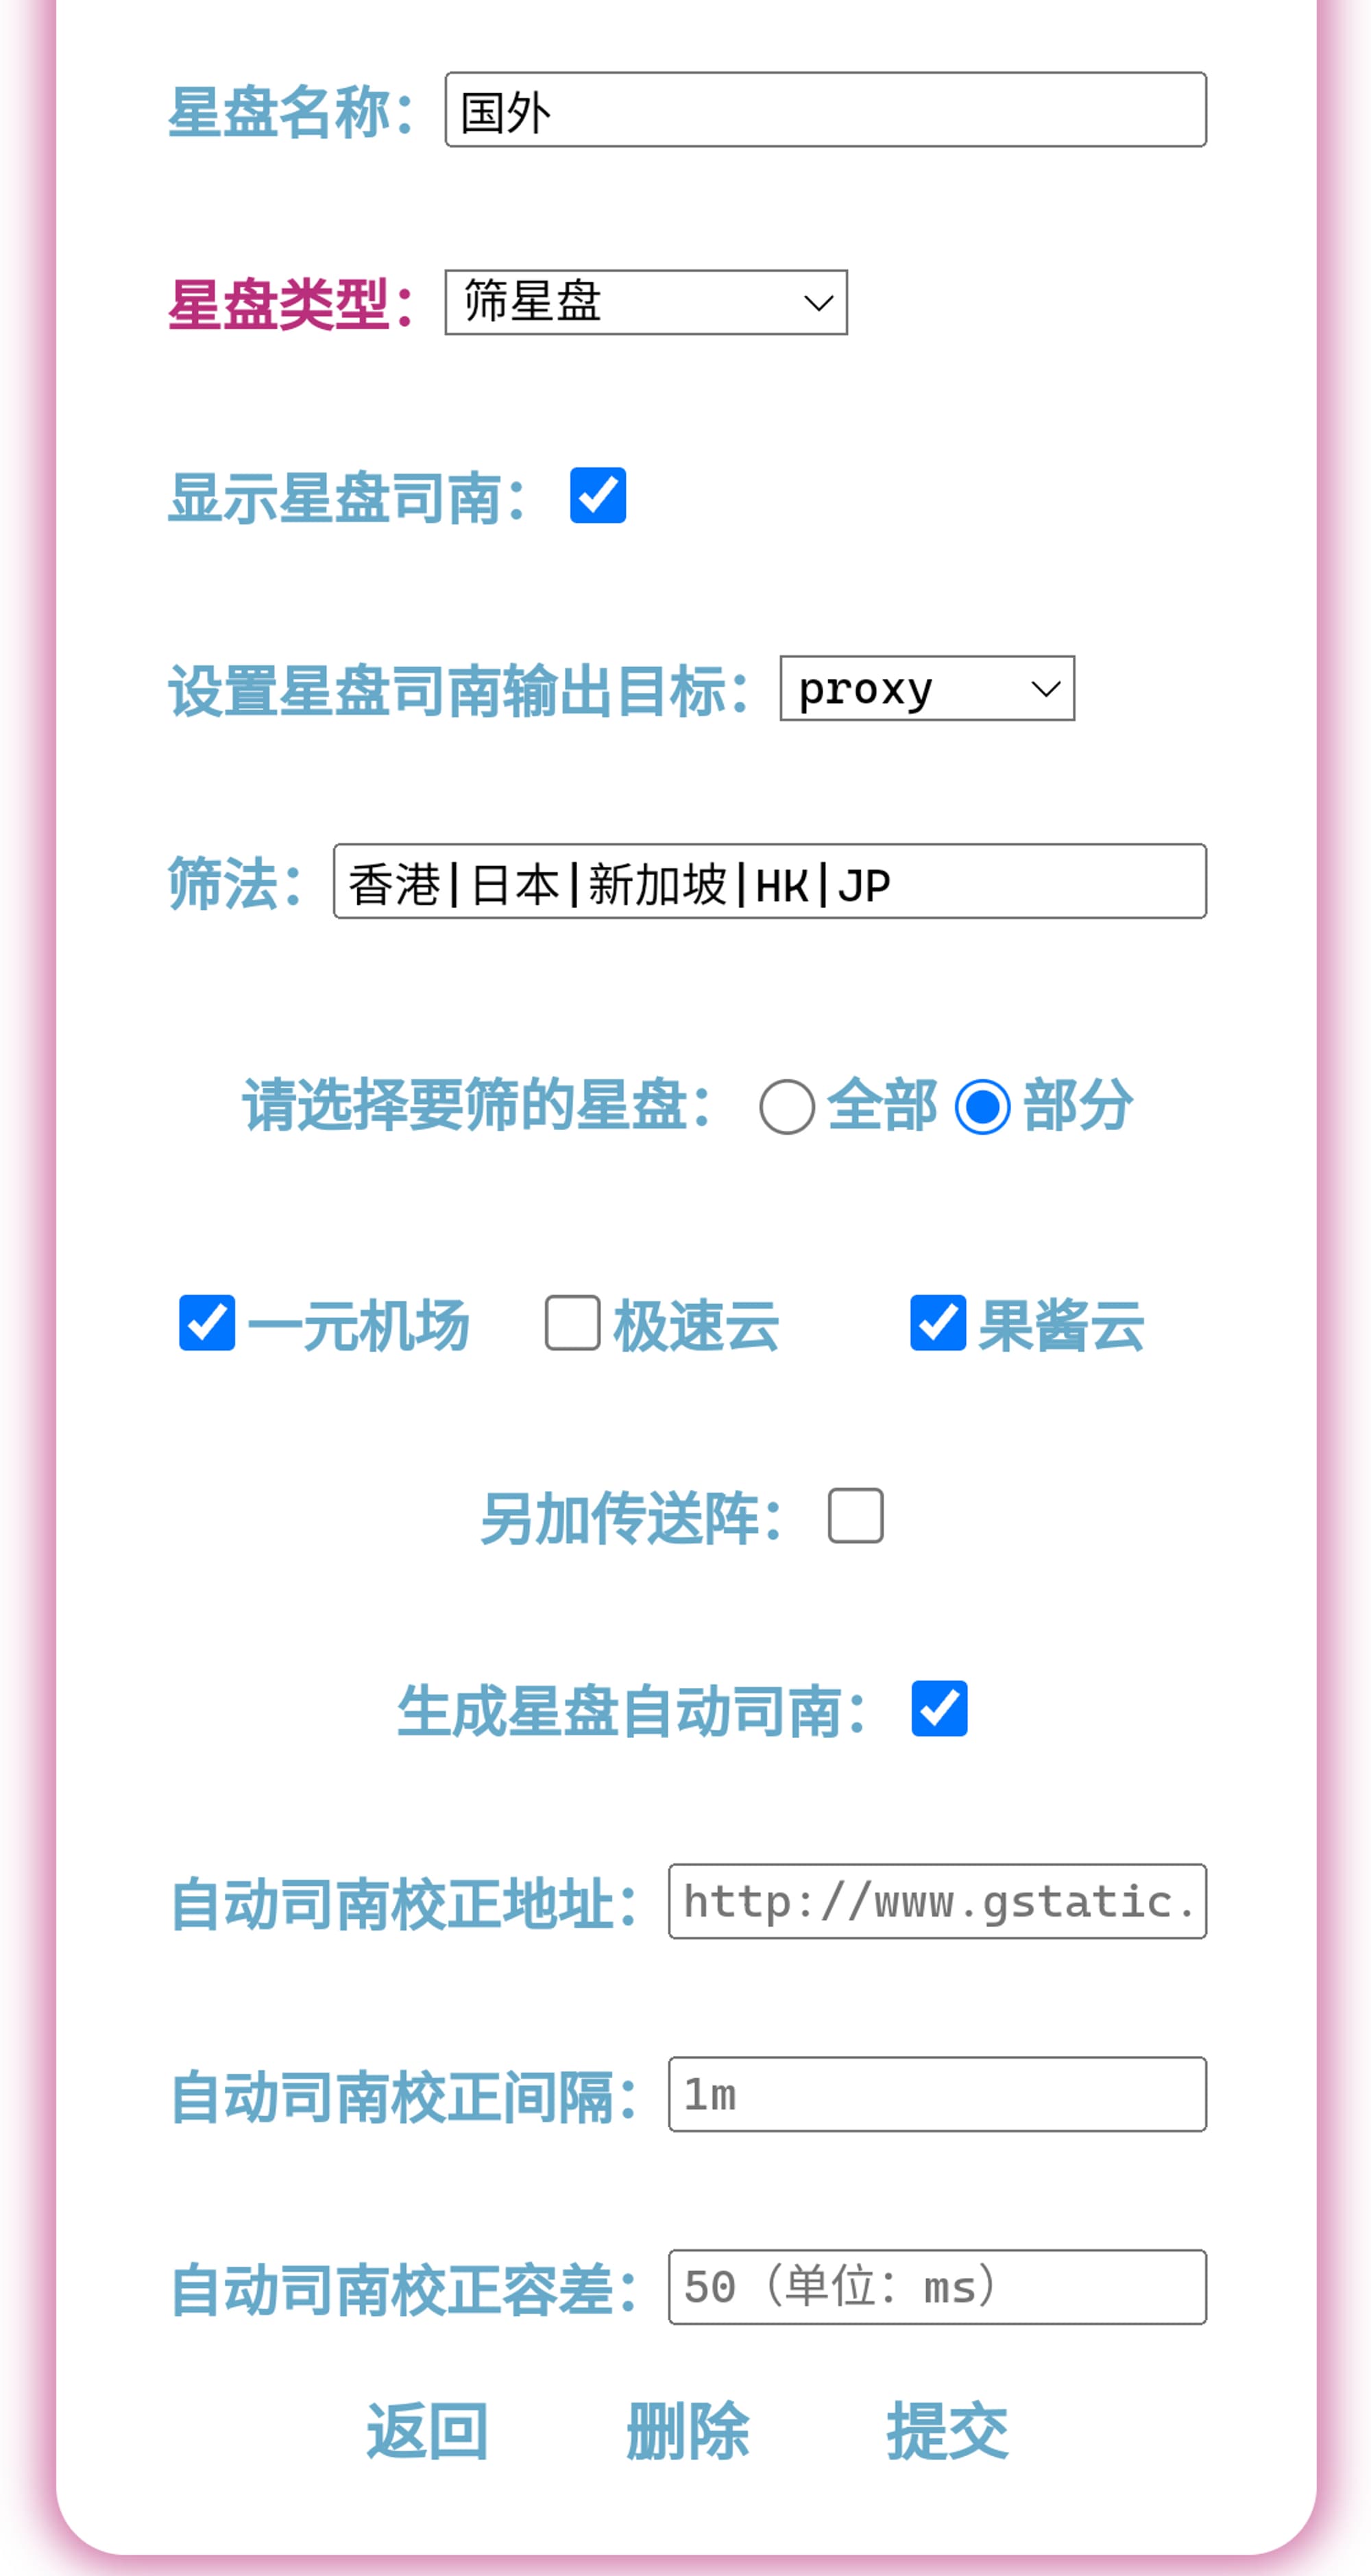 星盘名称： 国外
星盘类型： 筛星盘
显示星盘司南：
设置星盘司南输出目标： proxy
筛法： 香港|日本|新加坡|HK|JP
请选择要筛的星盘： 全部 部分
一元机场 极速云 果酱云
另加传送阵：
生成星盘自动司南：
自动司南校正地址： http://www.gstatic.
自动司南校正间隔： 1m
自动司南校正容差： 50（单位：ms）
返回 删除 提交